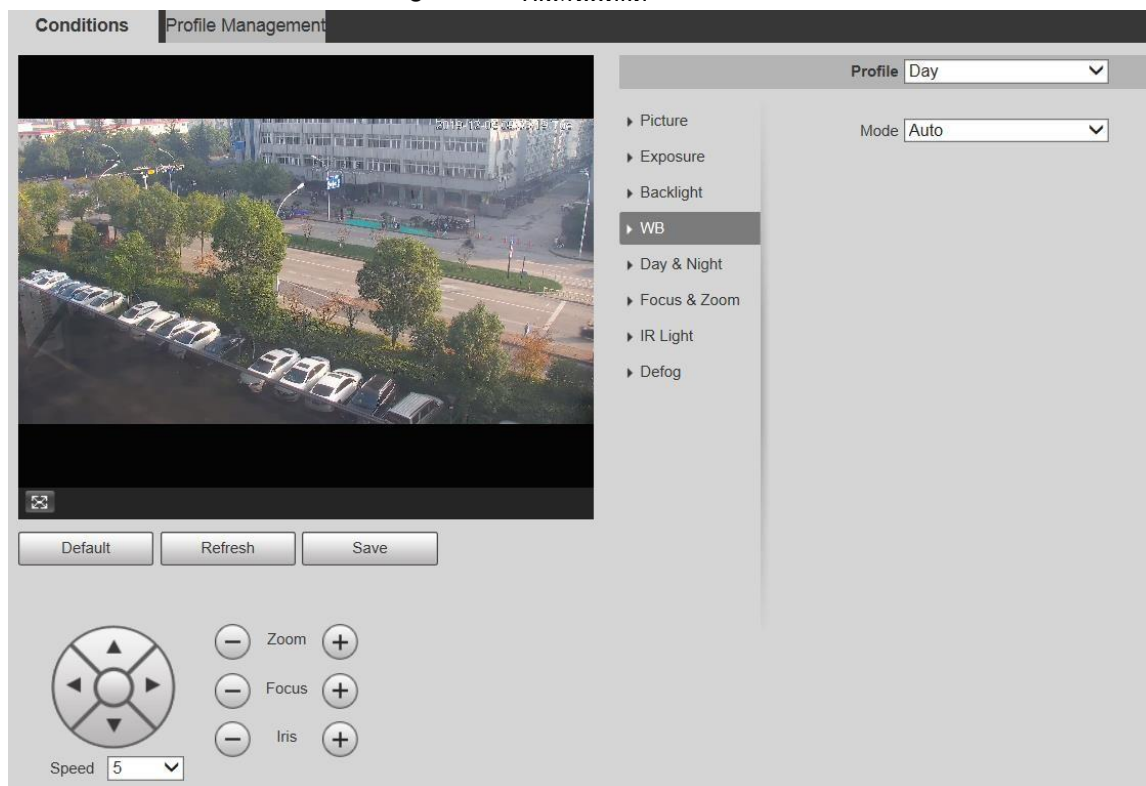 Conditions
Profile Management
Profile Day
Picture
Mode Auto
Exposure
Backlight
WB
Day & Night
Focus & Zoom
IR Light
Defog
Default Refresh Save
Zoom
Focus
Iris
Speed 5